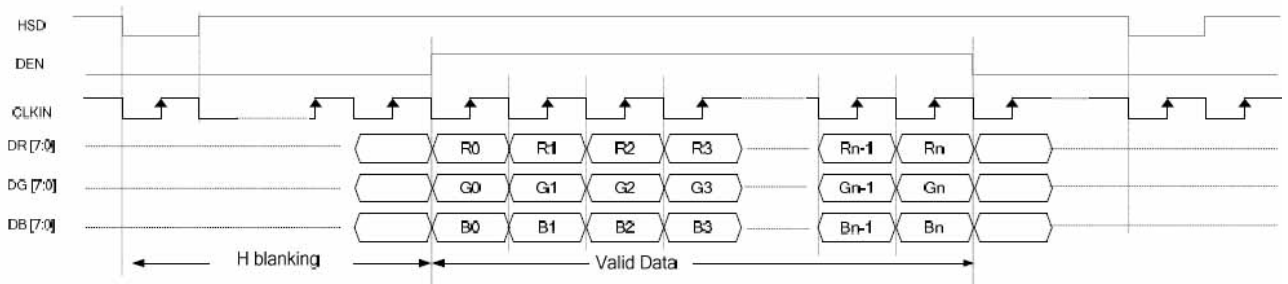 HSD
DEN
CLKIN
DR [7:0] R0 R1 R2 R3 Rn-1 Rn
DG [7:0] G0 G1 G2 G3 Gn-1 Gn
DB [7:0] B0 B1 B2 B3 Bn-1 Bn
H blanking Valid Data